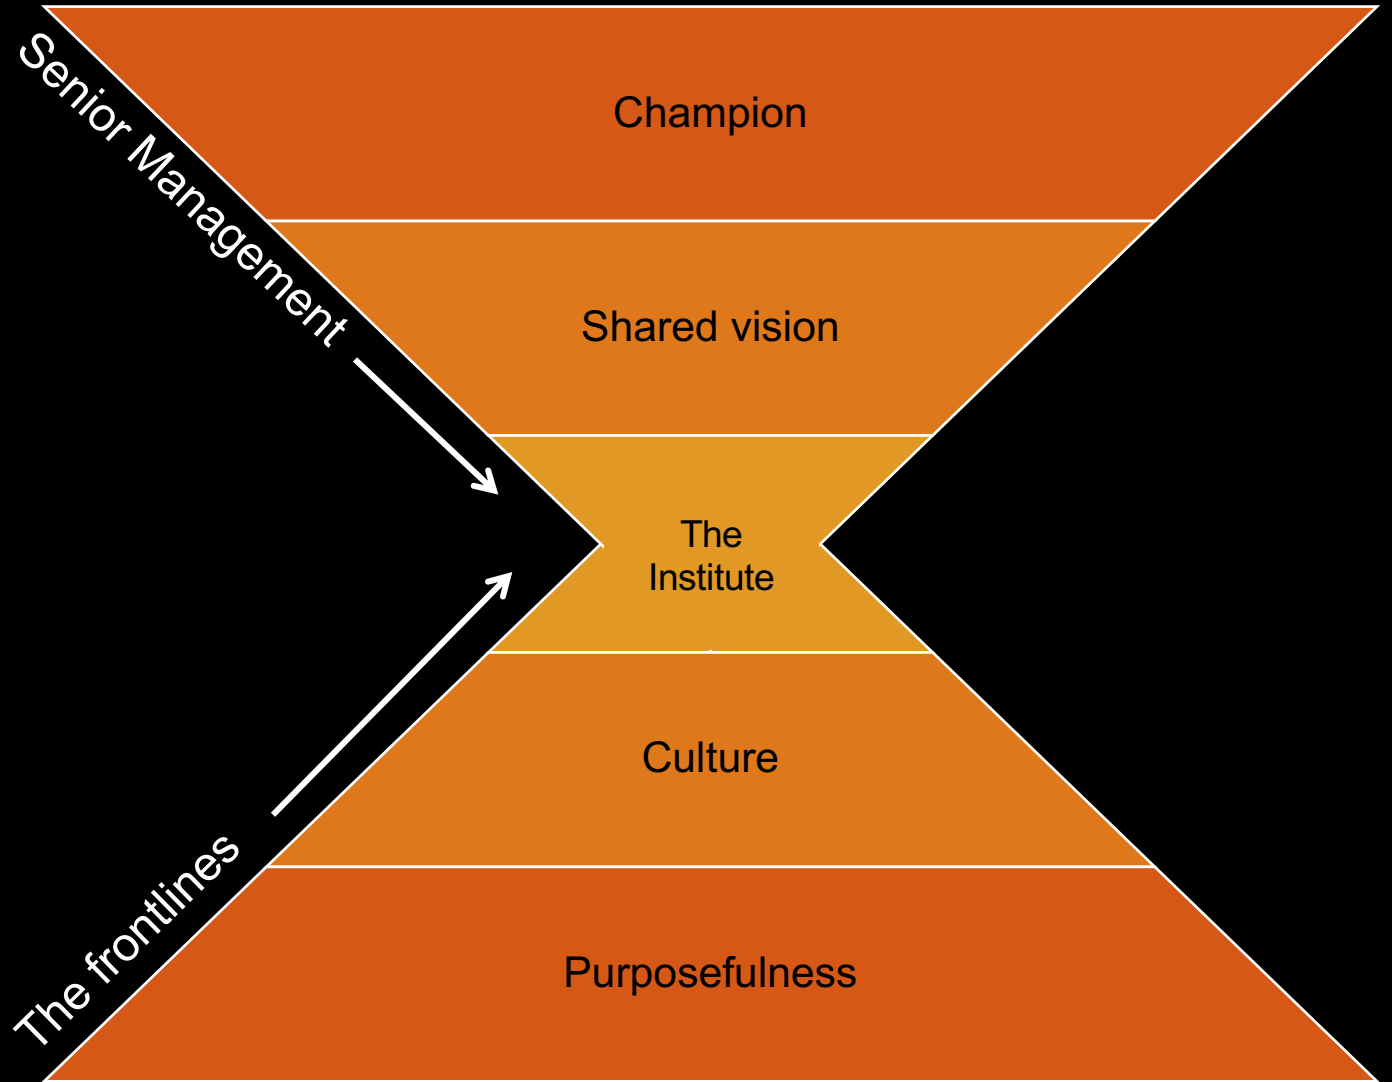 Senior Management
Champion
Shared vision
The
Institute
Culture
The frontlines
Purposefulness